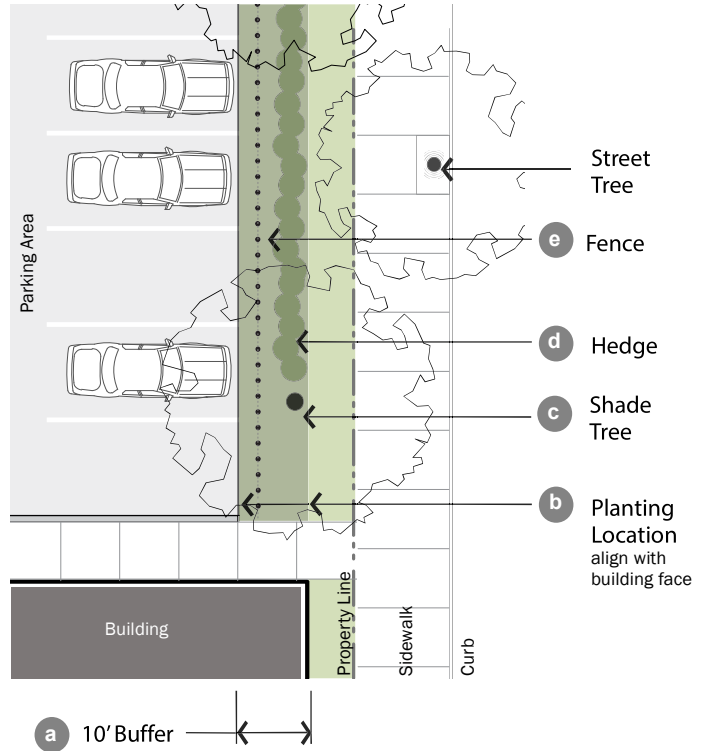 Street
Tree
Parking Area
e Fence
d Hedge
c Shade
Tree
b Planting
Location
align with
building face
Building
Property Line
Sidewalk
Curb
a 10' Buffer